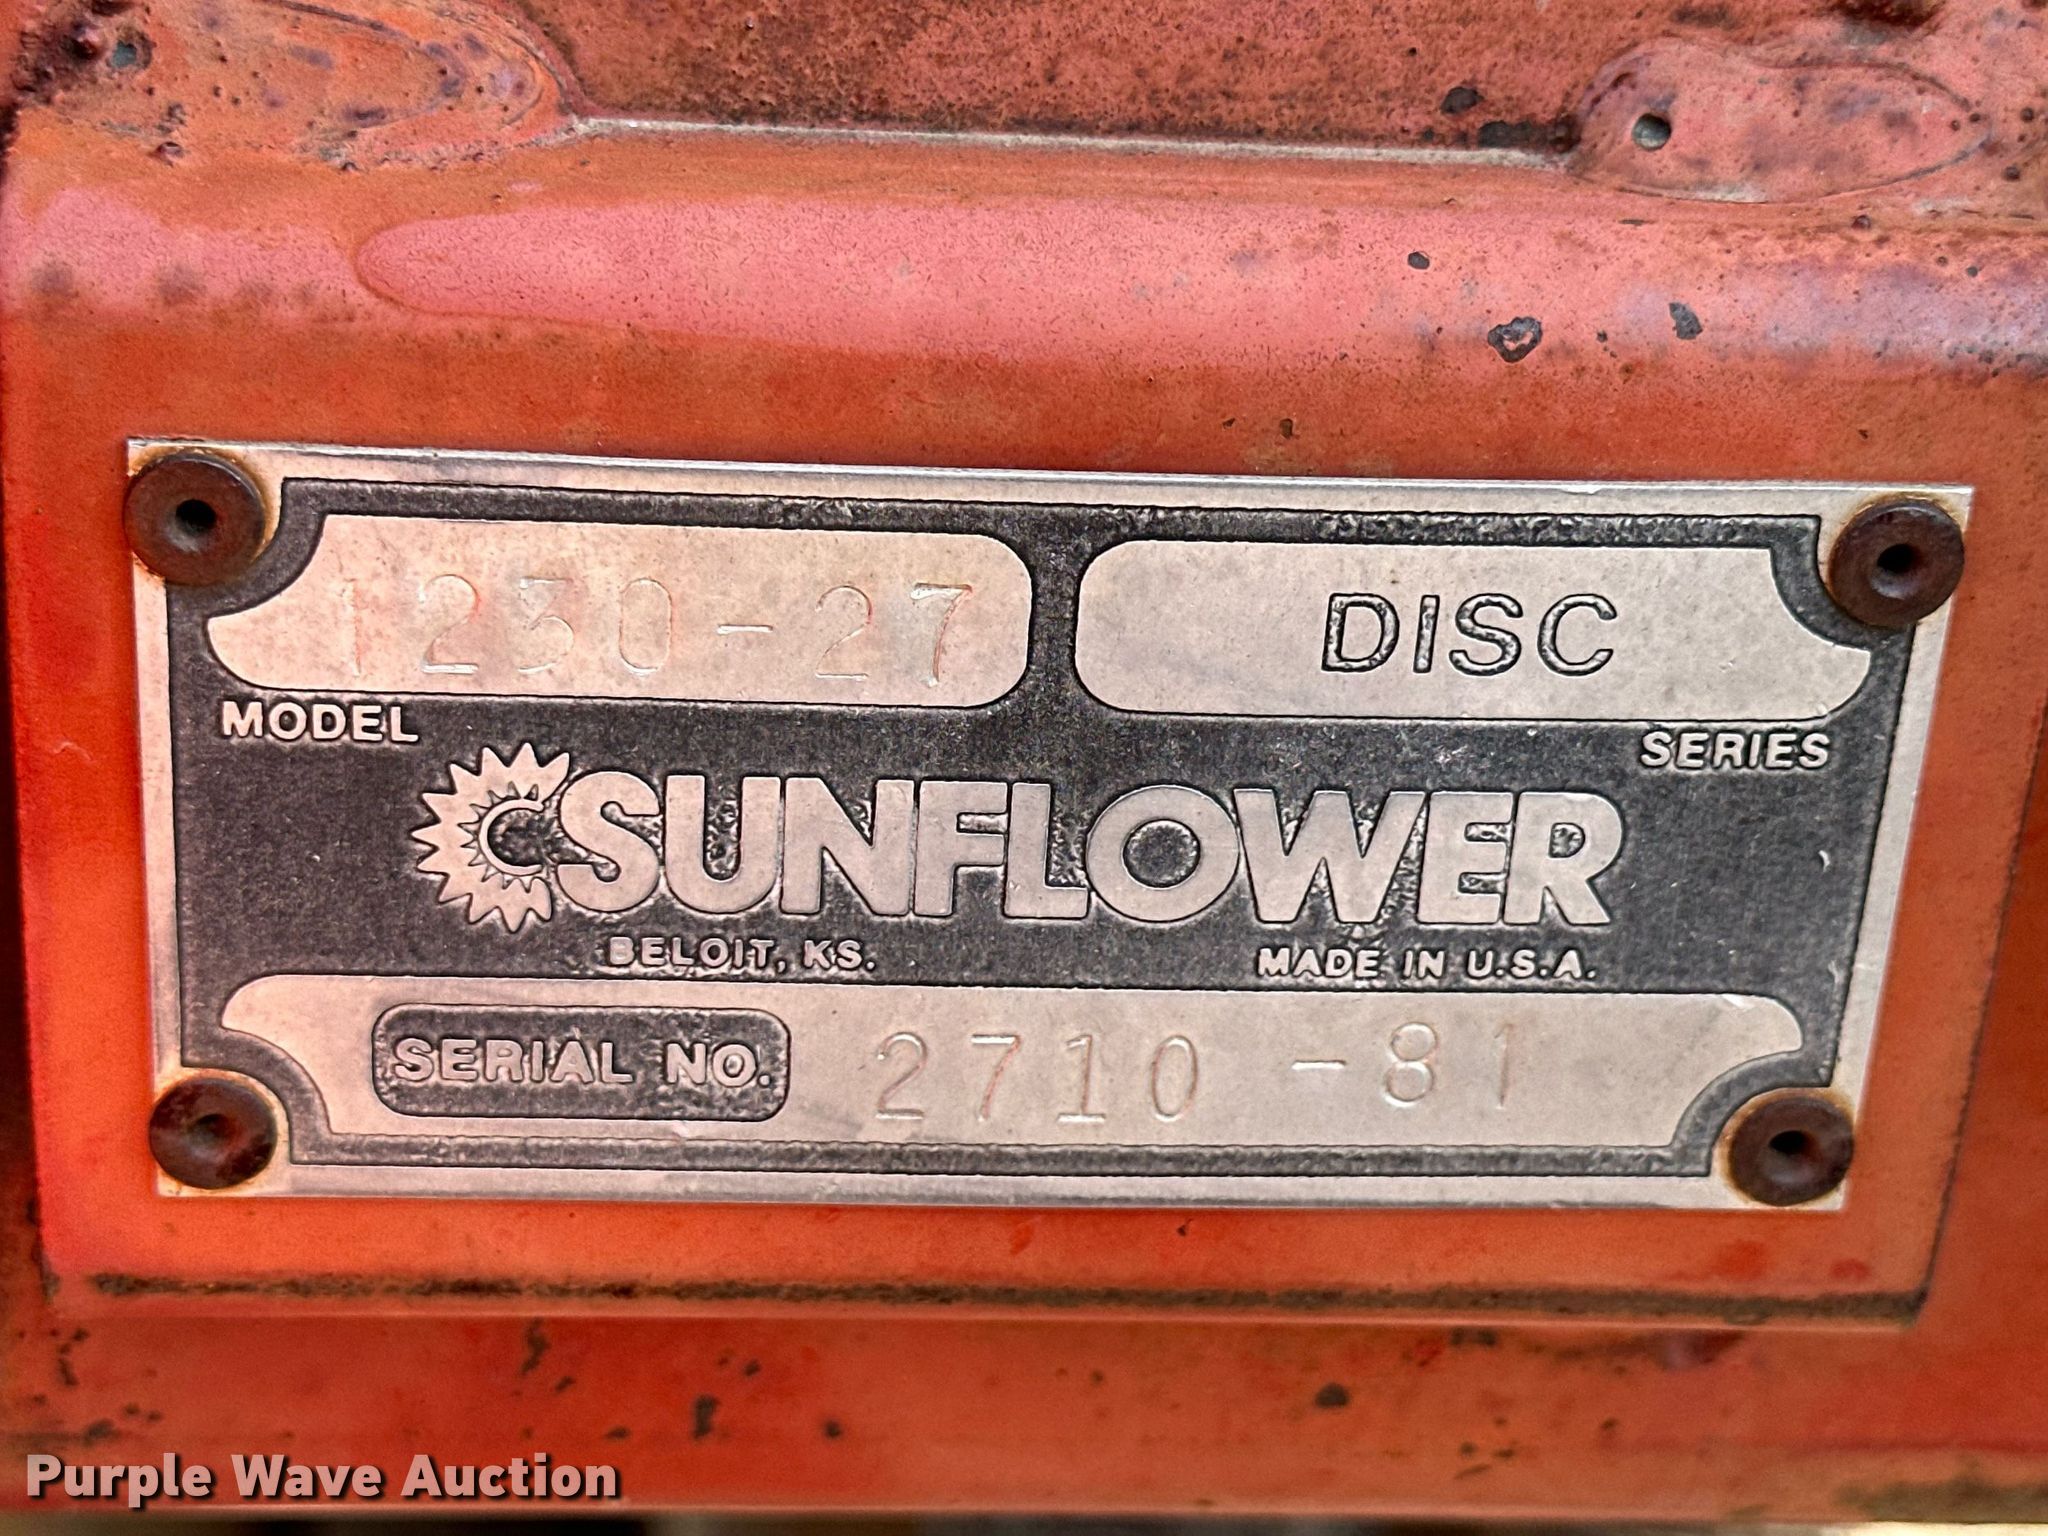 1230-27
DISC
MODEL
SERIES
SUNFLOWER
BELOIT, KS.
MADE IN U.S.A.
SERIAL NO. 2710-81
Purple Wave Auction